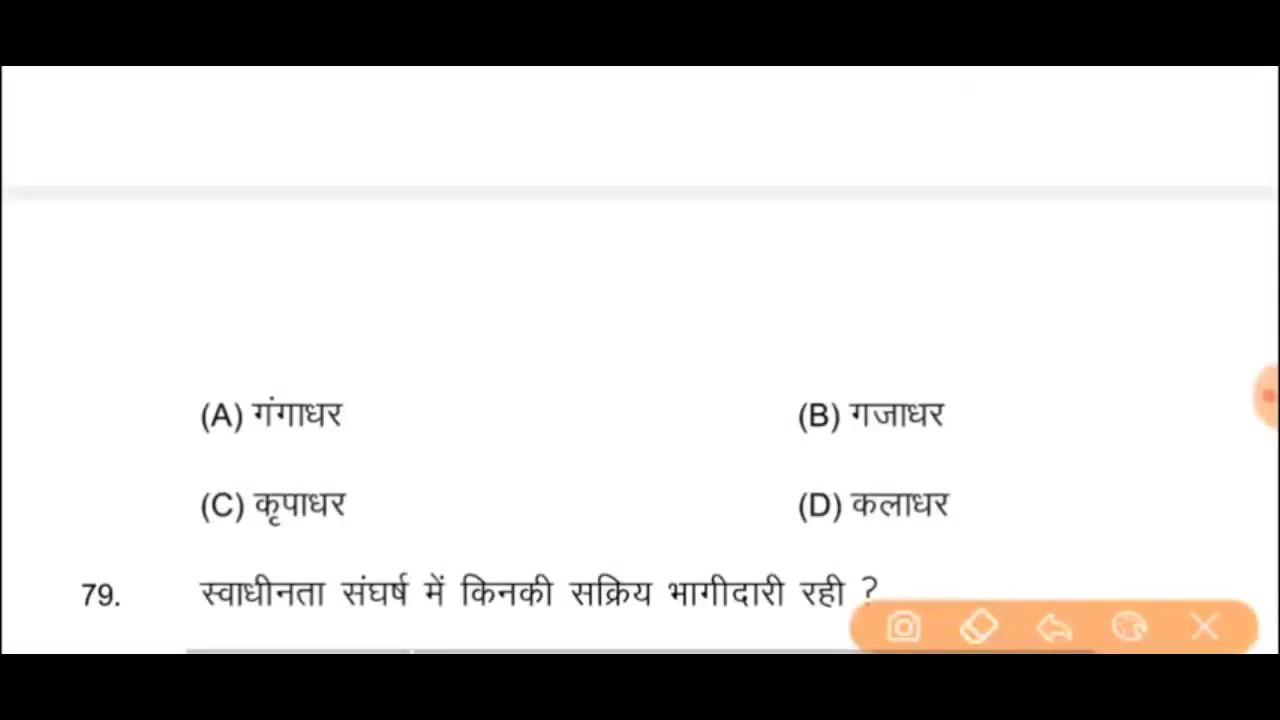 (A) गंगाधर (B) गजाधर
(C) कृपाधर (D) कलाधर
79. स्वाधीनता संघर्ष में किनकी सक्रिय भागीदारी रही ?